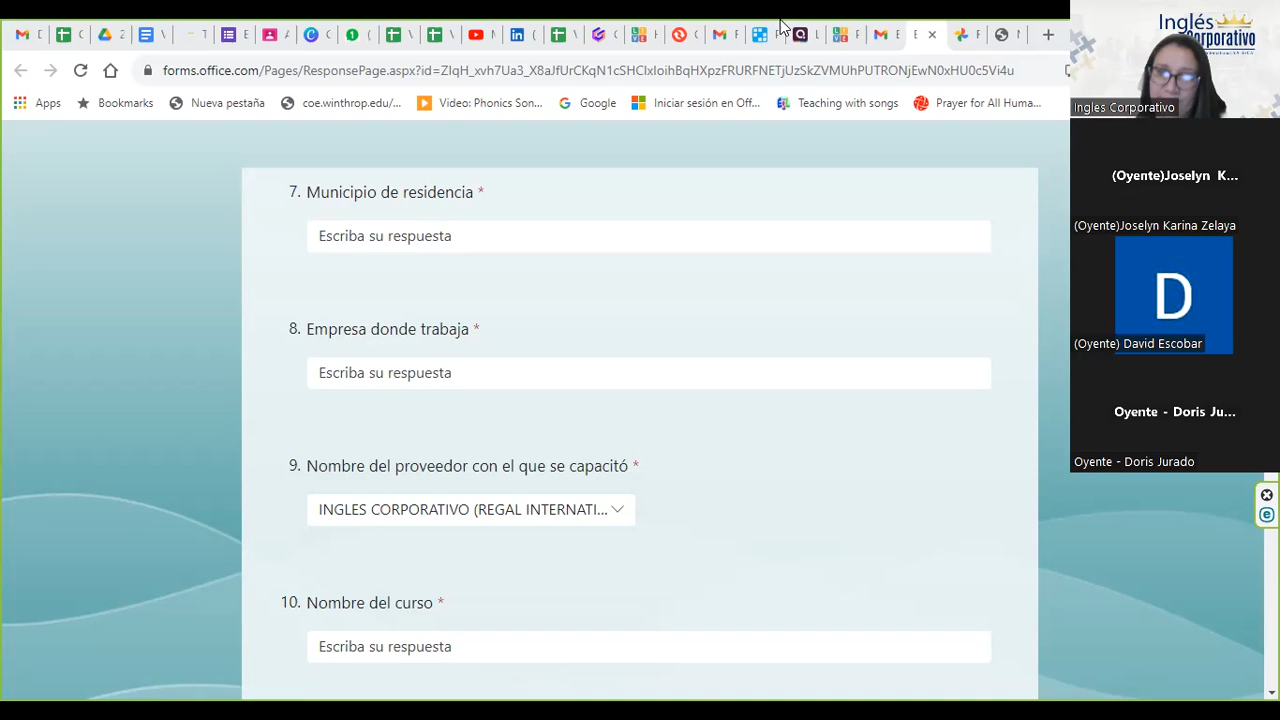 forms.office.com/Pages/ResponsePage.aspx?id=ZIqH_xvh7Ua3_XSaJfUrCKqN1cSHClxIoihBqHXpzFRURFNETjUzSkZVMUhPUTRONjEwN0xHU0c5Vi4u
Apps
Bookmarks
Nueva pestaña
coe.winthrop.edu/...
Video: Phonics Son...
Google
Iniciar sesión en Off...
Teaching with songs
Prayer for All Huma...
7. Municipio de residencia *
Escriba su respuesta
8. Empresa donde trabaja *
Escriba su respuesta
9. Nombre del proveedor con el que se capacitó *
INGLES CORPORATIVO (REGAL INTERNATI...
10. Nombre del curso *
Escriba su respuesta
Inglés
Corporativo
Ingles Corporativo
(Oyente)Joselyn K...
(Oyente)Joselyn Karina Zelaya
D
(Oyente) David Escobar
Oyente - Doris Ju...
Oyente - Doris Jurado